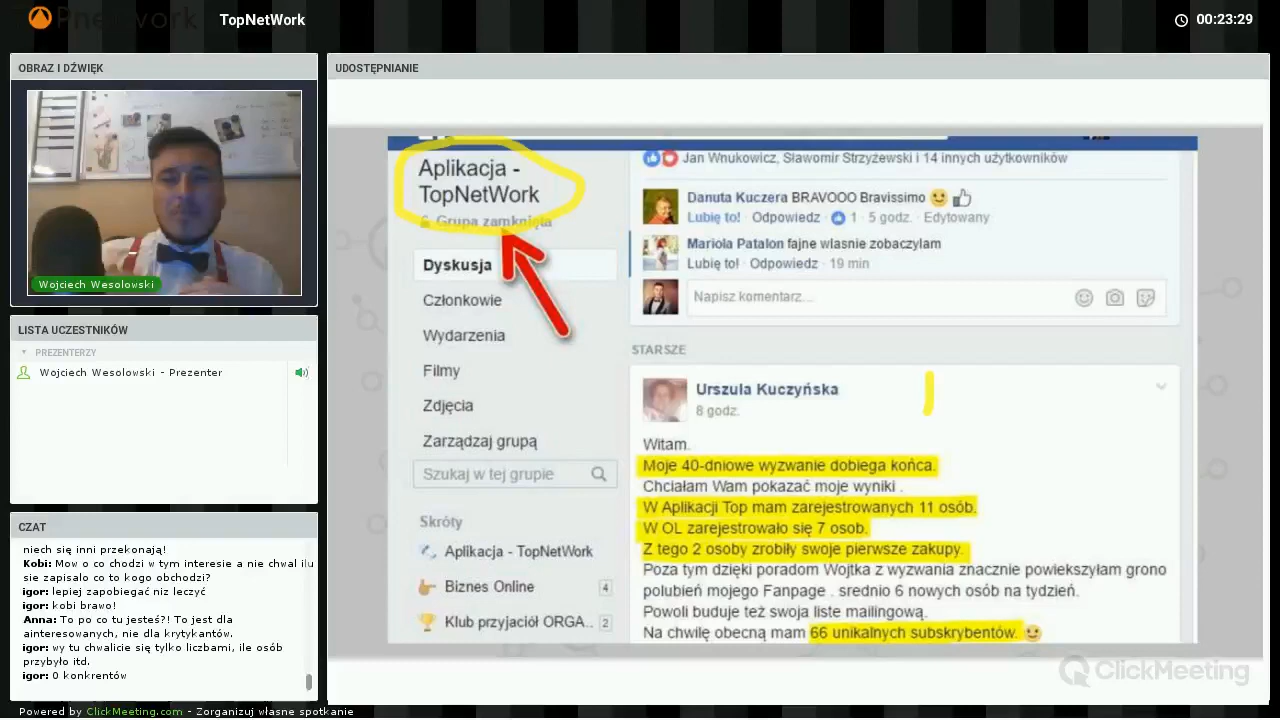 Pnetwork
TopNetWork
00:23:29
OBRAZ I DŹWIĘK
Wojciech Wesolowski
LISTA UCZESTNIKÓW
PREZENTERZY
Wojciech Wesolowski - Prezenter
CZAT
niech się inni przekonają!
Kobi: Mow o co chodzi w tym interesie a nie chwal ilu
sie zapisalo co to kogo obchodzi?
igor: lepiej zapobiegać niz leczyć
igor: kobi brawo!
Anna: To po co tu jesteś?! To jest dla
ainteresowanych, nie dla krytykantów.
igor: wy tu chwalicie się tylko liczbami, ile osób
przybyło itd.
igor: 0 konkrentów
UDOSTĘPNIANIE
Aplikacja -
TopNetWork
Grupa zamknięta
Dyskusja
Członkowie
Wydarzenia
Filmy
Zdjęcia
Zarządzaj grupą
Szukaj w tej grupie
Skróty
Aplikacja - TopNetWork
Biznes Online 4
Klub przyjaciół ORGA... 2
Jan Wnukowicz, Sławomir Strzyżewski i 14 innych użytkowników
Danuta Kuczera BRAVOOO Bravissimo
Lubię to! · Odpowiedz · 1 · 5 godz. · Edytowany
Mariola Patalon fajne wlasnie zobaczylam
Lubię to! · Odpowiedz · 19 min
Napisz komentarz...
STARSZE
Urszula Kuczyńska
8 godz.
Witam.
Moje 40-dniowe wyzwanie dobiega końca.
Chciałam Wam pokazać moje wyniki .
W Aplikacji Top mam zarejestrowanych 11 osób.
W OL zarejestrowało się 7 osob.
Z tego 2 osoby zrobiły swoje pierwsze zakupy.
Poza tym dzięki poradom Wojtka z wyzwania znacznie powiekszyłam grono
polubień mojego Fanpage . srednio 6 nowych osób na tydzień.
Powoli buduje też swoja liste mailingową.
Na chwilę obecną mam 66 unikalnych subskrybentów.
ClickMeeting
Powered by ClickMeeting.com - Zorganizuj własne spotkanie